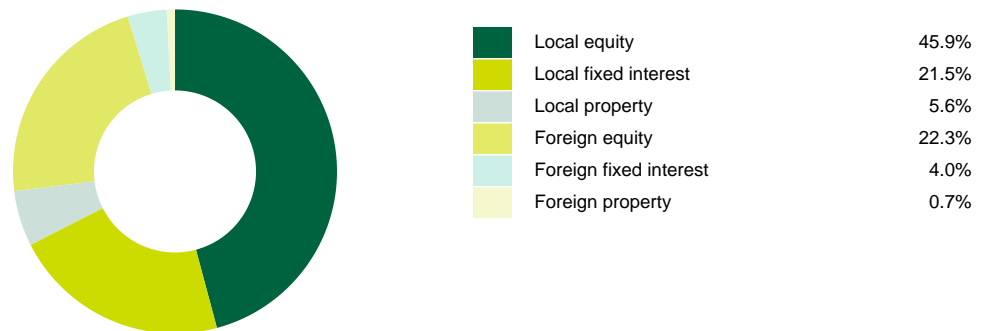 Local equity 45.9%
Local fixed interest 21.5%
Local property 5.6%
Foreign equity 22.3%
Foreign fixed interest 4.0%
Foreign property 0.7%